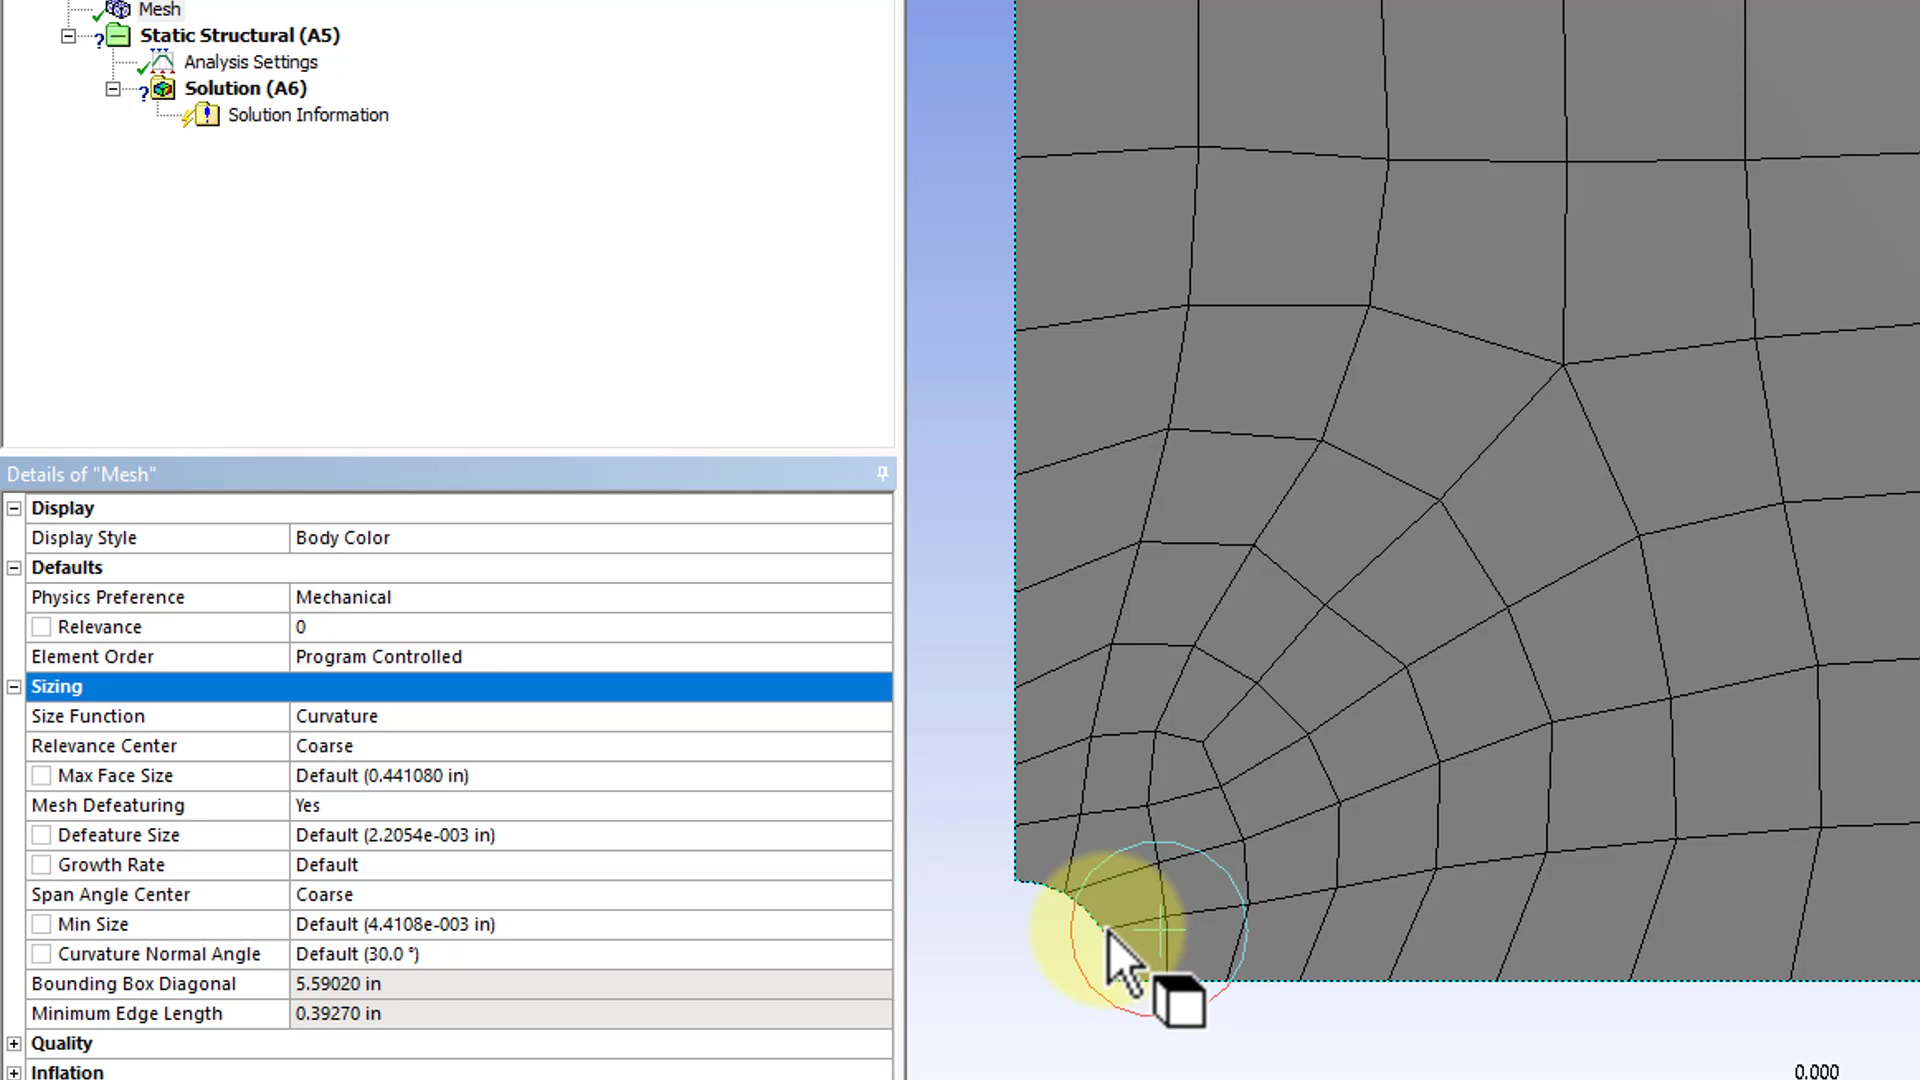 Mesh
Static Structural (A5)
Analysis Settings
Solution (A6)
Solution Information
Details of "Mesh"
Display
Display Style Body Color
Defaults
Physics Preference Mechanical
Relevance 0
Element Order Program Controlled
Sizing
Size Function Curvature
Relevance Center Coarse
Max Face Size Default (0.441080 in)
Mesh Defeaturing Yes
Defeature Size Default (2.2054e-003 in)
Growth Rate Default
Span Angle Center Coarse
Min Size Default (4.4108e-003 in)
Curvature Normal Angle Default (30.0 °)
Bounding Box Diagonal 5.59020 in
Minimum Edge Length 0.39270 in
Quality
Inflation
0.000